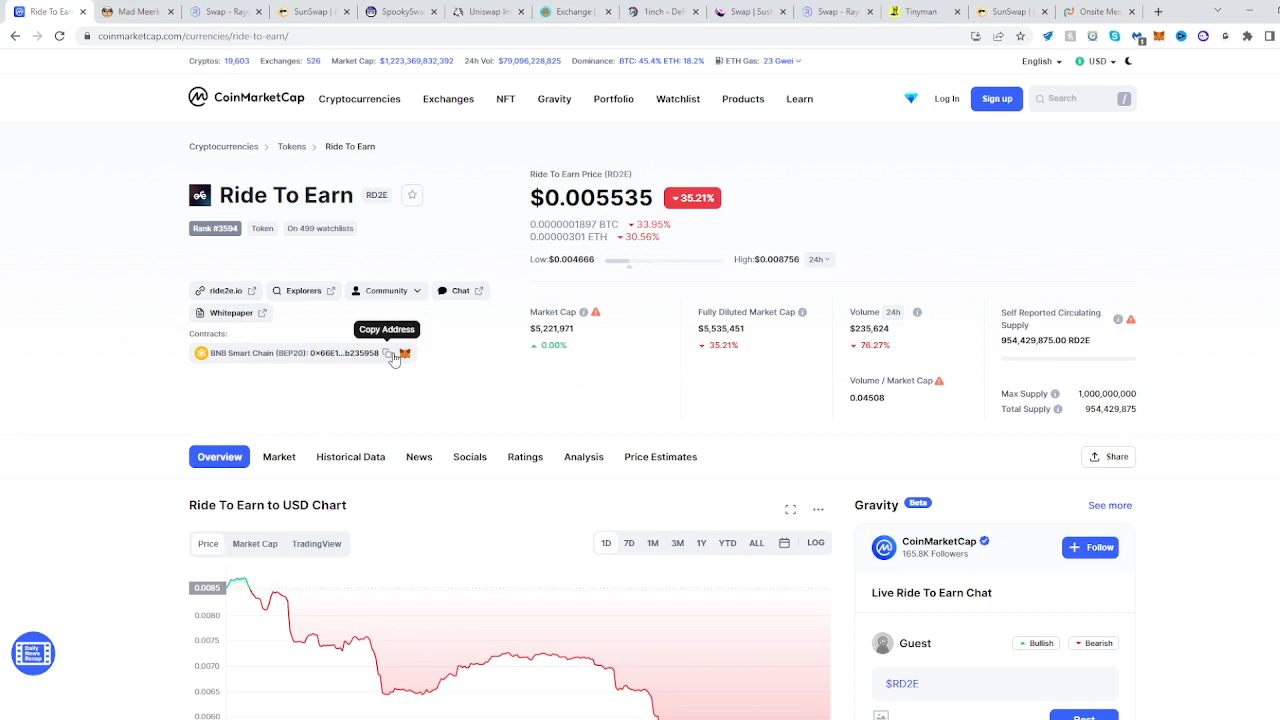 Ride To Ear
Mad Meerk
Swap - Rayc
SunSwap | A
SpookySwa
Uniswap Int
Exchange |
1inch - DeF
Swap | Sus
Swap - Ray
Tinyman
SunSwap | A
Onsite Mes
coinmarketcap.com/currencies/ride-to-earn/
1
Cryptos: 19,603 Exchanges: 526 Market Cap: $1,223,369,832,392 24h Vol: $79,096,228,825 Dominance: BTC: 45.4% ETH: 18.2% ETH Gas: 23 Gwei
English USD
CoinMarketCap Cryptocurrencies Exchanges NFT Gravity Portfolio Watchlist Products Learn
Log In Sign up Search /
Cryptocurrencies > Tokens > Ride To Earn
Ride To Earn RD2E
Rank #3594 Token On 499 watchlists
ride2e.io Explorers Community Chat
Whitepaper
Contracts:
Copy Address
BNB Smart Chain (BEP20): 0x66E1...b235958
Ride To Earn Price (RD2E)
$0.005535 35.21%
0.0000001897 BTC 33.95%
0.00000301 ETH 30.56%
Low:$0.004666 High:$0.008756 24h
Market Cap
$5,221,971
0.00%
Fully Diluted Market Cap
$5,535,451
35.21%
Volume 24h
$235,624
76.27%
Volume / Market Cap
0.04508
Self Reported Circulating
Supply
954,429,875.00 RD2E
Max Supply 1,000,000,000
Total Supply 954,429,875
Overview Market Historical Data News Socials Ratings Analysis Price Estimates
Share
Ride To Earn to USD Chart
Price Market Cap TradingView
1D 7D 1M 3M 1Y YTD ALL LOG
0.0085
0.0080
0.0075
0.0070
0.0065
0.0060
Gravity Beta See more
CoinMarketCap
165.8K Followers
+ Follow
Live Ride To Earn Chat
Guest Bullish Bearish
$RD2E
Post
Daily
News
Recap